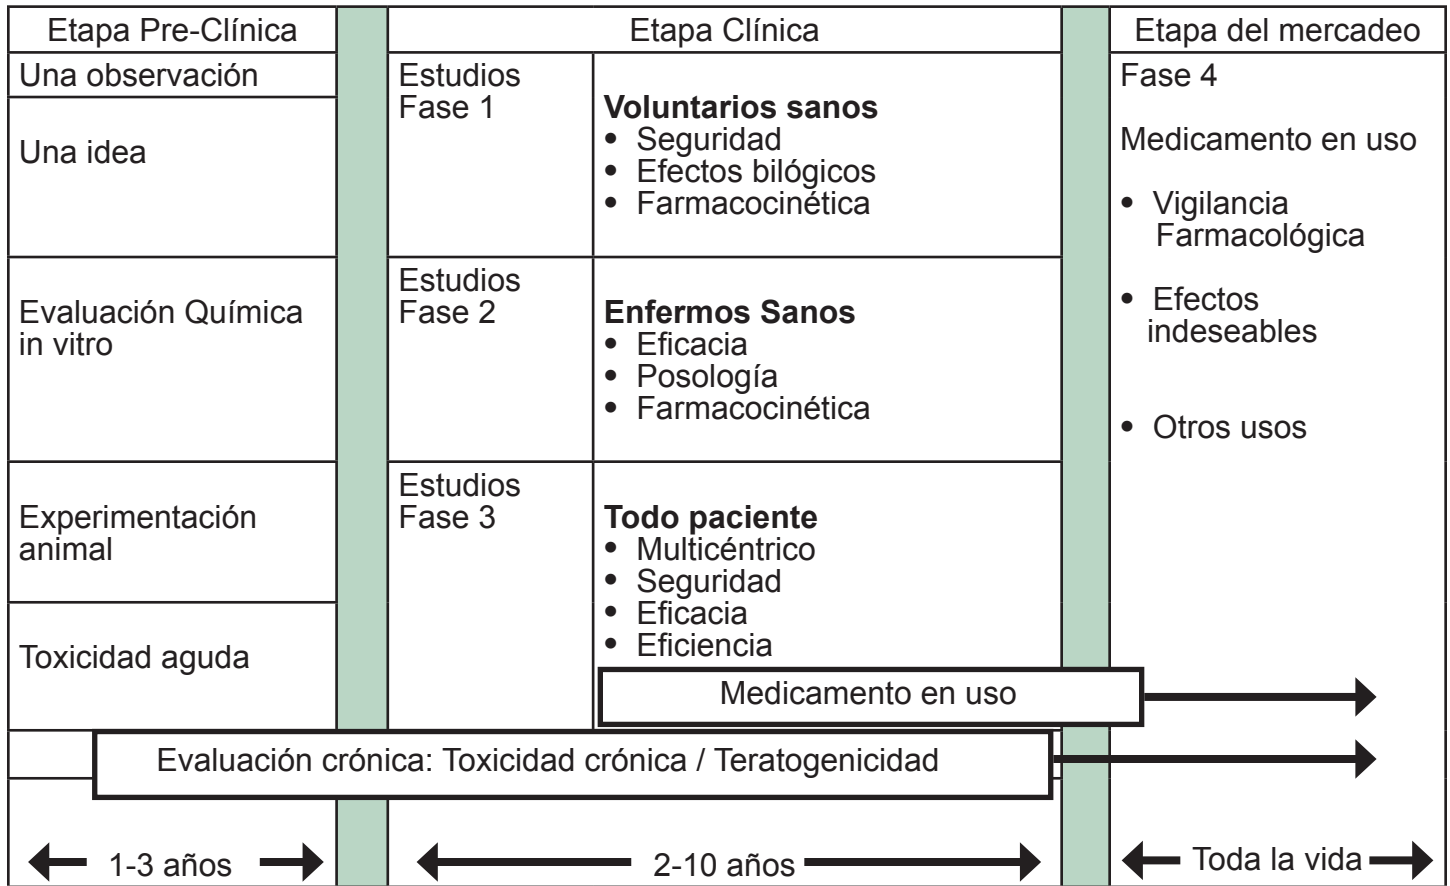 Etapa Pre-Clínica
Una observación
Una idea
Evaluación Química
in vitro
Experimentación
animal
Toxicidad aguda
Etapa Clínica
Estudios
Fase 1
Voluntarios sanos
• Seguridad
• Efectos bilógicos
• Farmacocinética
Estudios
Fase 2
Enfermos Sanos
• Eficacia
• Posología
• Farmacocinética
Estudios
Fase 3
Todo paciente
• Multicéntrico
• Seguridad
• Eficacia
• Eficiencia
Medicamento en uso
Evaluación crónica: Toxicidad crónica / Teratogenicidad
Etapa del mercadeo
Fase 4
Medicamento en uso
• Vigilancia
Farmacológica
• Efectos
indeseables
• Otros usos
1-3 años
2-10 años
Toda la vida